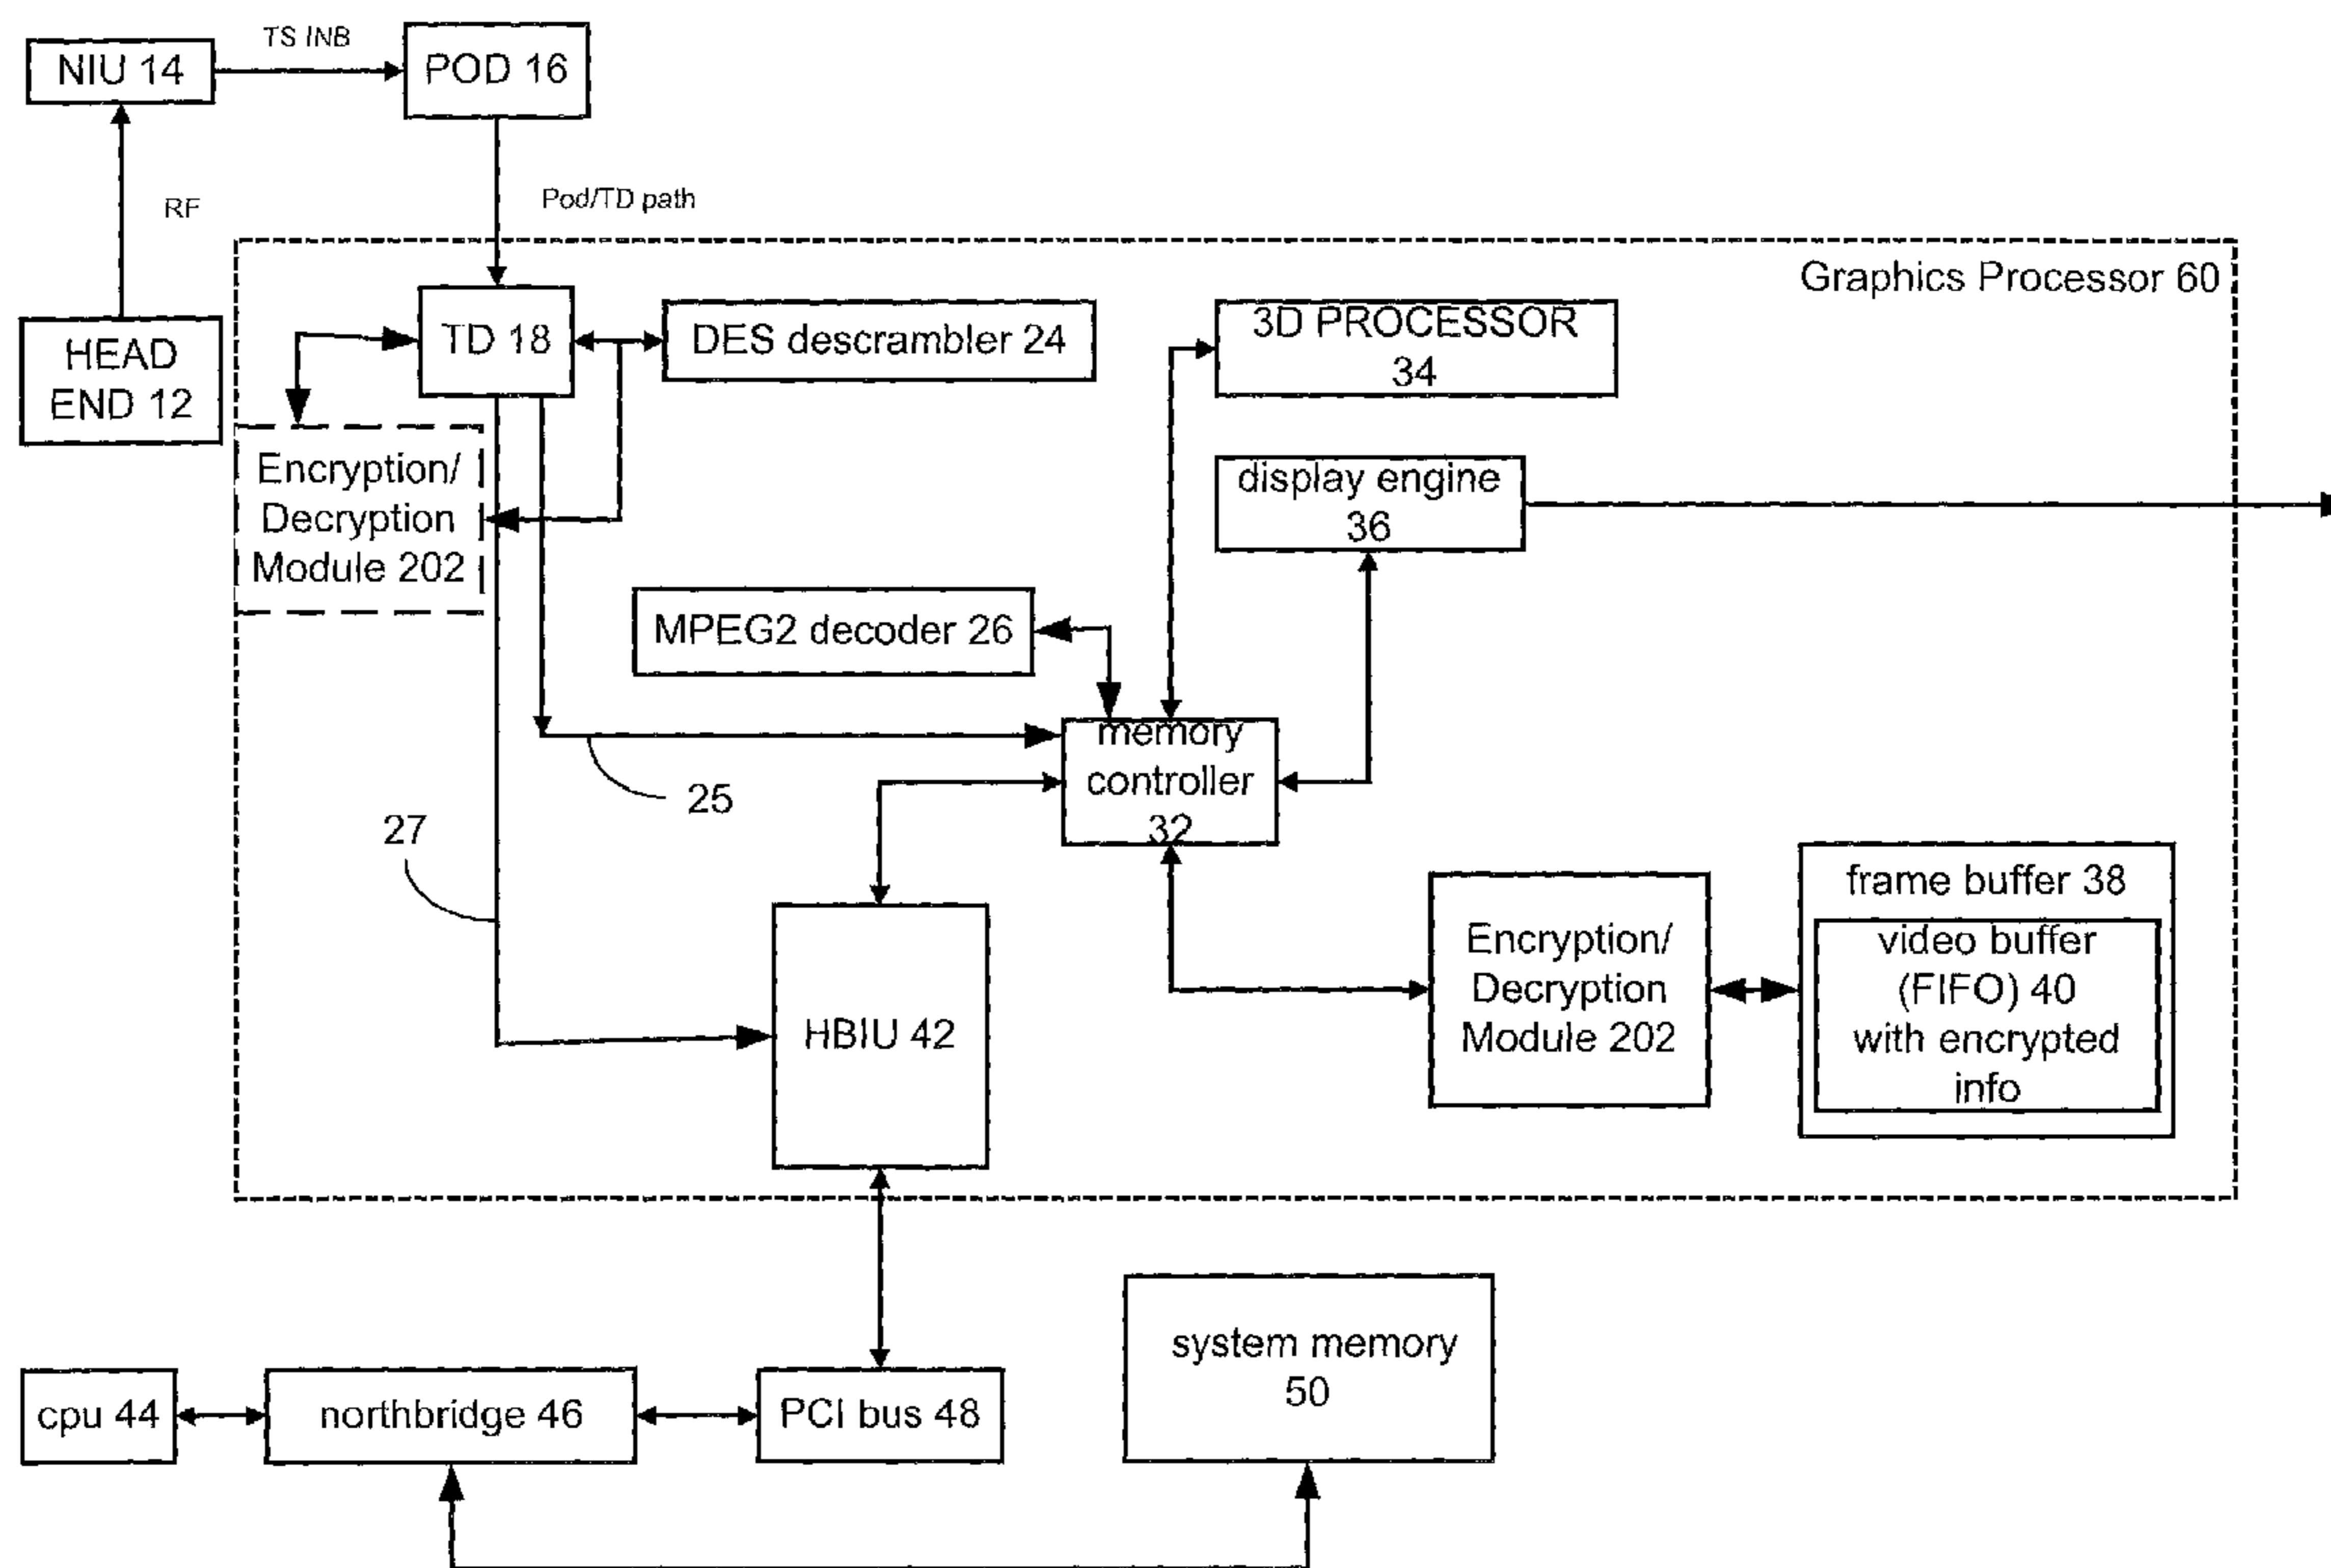 TS INB
NIU 14
POD 16
RF
Pod/TD path
Graphics Processor 60
HEAD
END 12
TD 18
DES descrambler 24
3D PROCESSOR
34
Encryption/
Decryption
Module 202
display engine
36
MPEG2 decoder 26
memory
controller
32
25
27
HBIU 42
Encryption/
Decryption
Module 202
frame buffer 38
video buffer
(FIFO) 40
with encrypted
info
system memory
50
cpu 44
northbridge 46
PCI bus 48